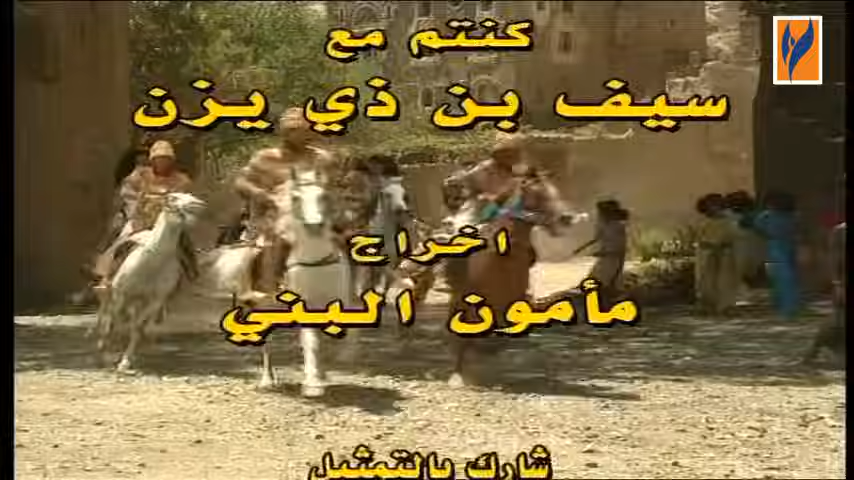 كنتم مع
سيف بن ذي يزن
اخراج
مأمون البني
شارك بالتمثيل